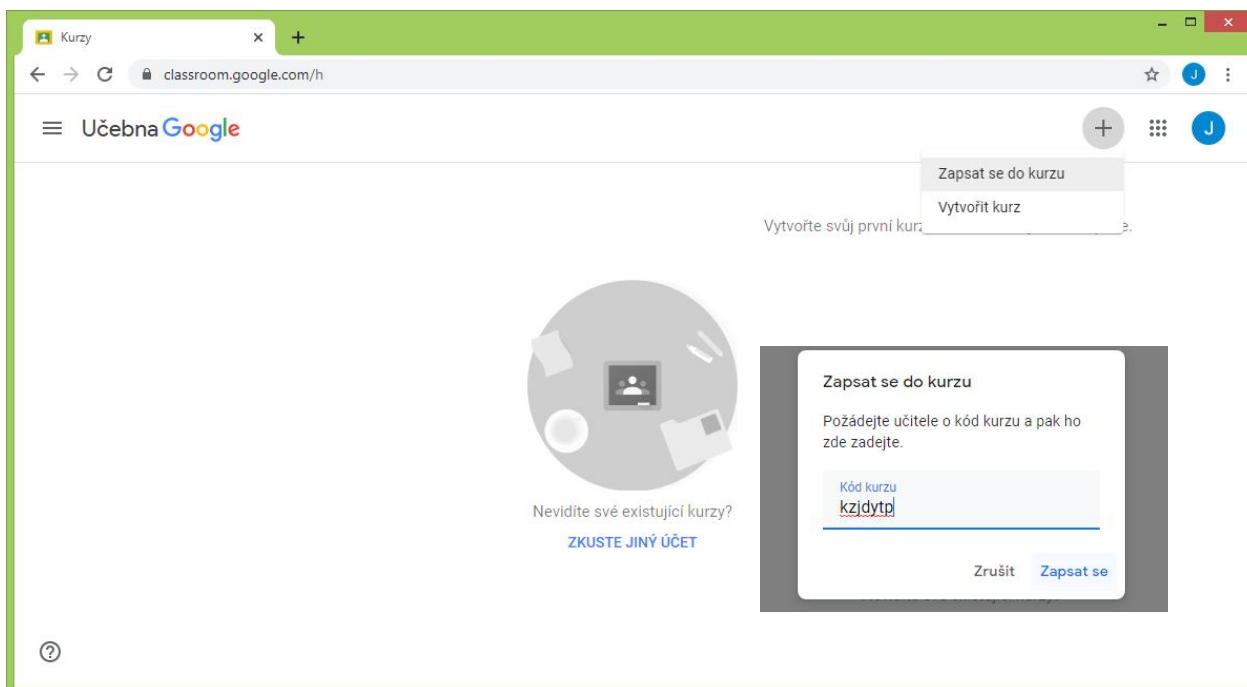 Kurzy
classroom.google.com/h
J
Učebna Google
J
Zapsat se do kurzu
Vytvořit kurz
Vytvořte svůj první kurz
Zapsat se do kurzu
Požádejte učitele o kód kurzu a pak ho
zde zadejte.
Kód kurzu
kzjdytp
Nevidíte své existující kurzy?
ZKUSTE JINÝ ÚČET
Zrušit Zapsat se